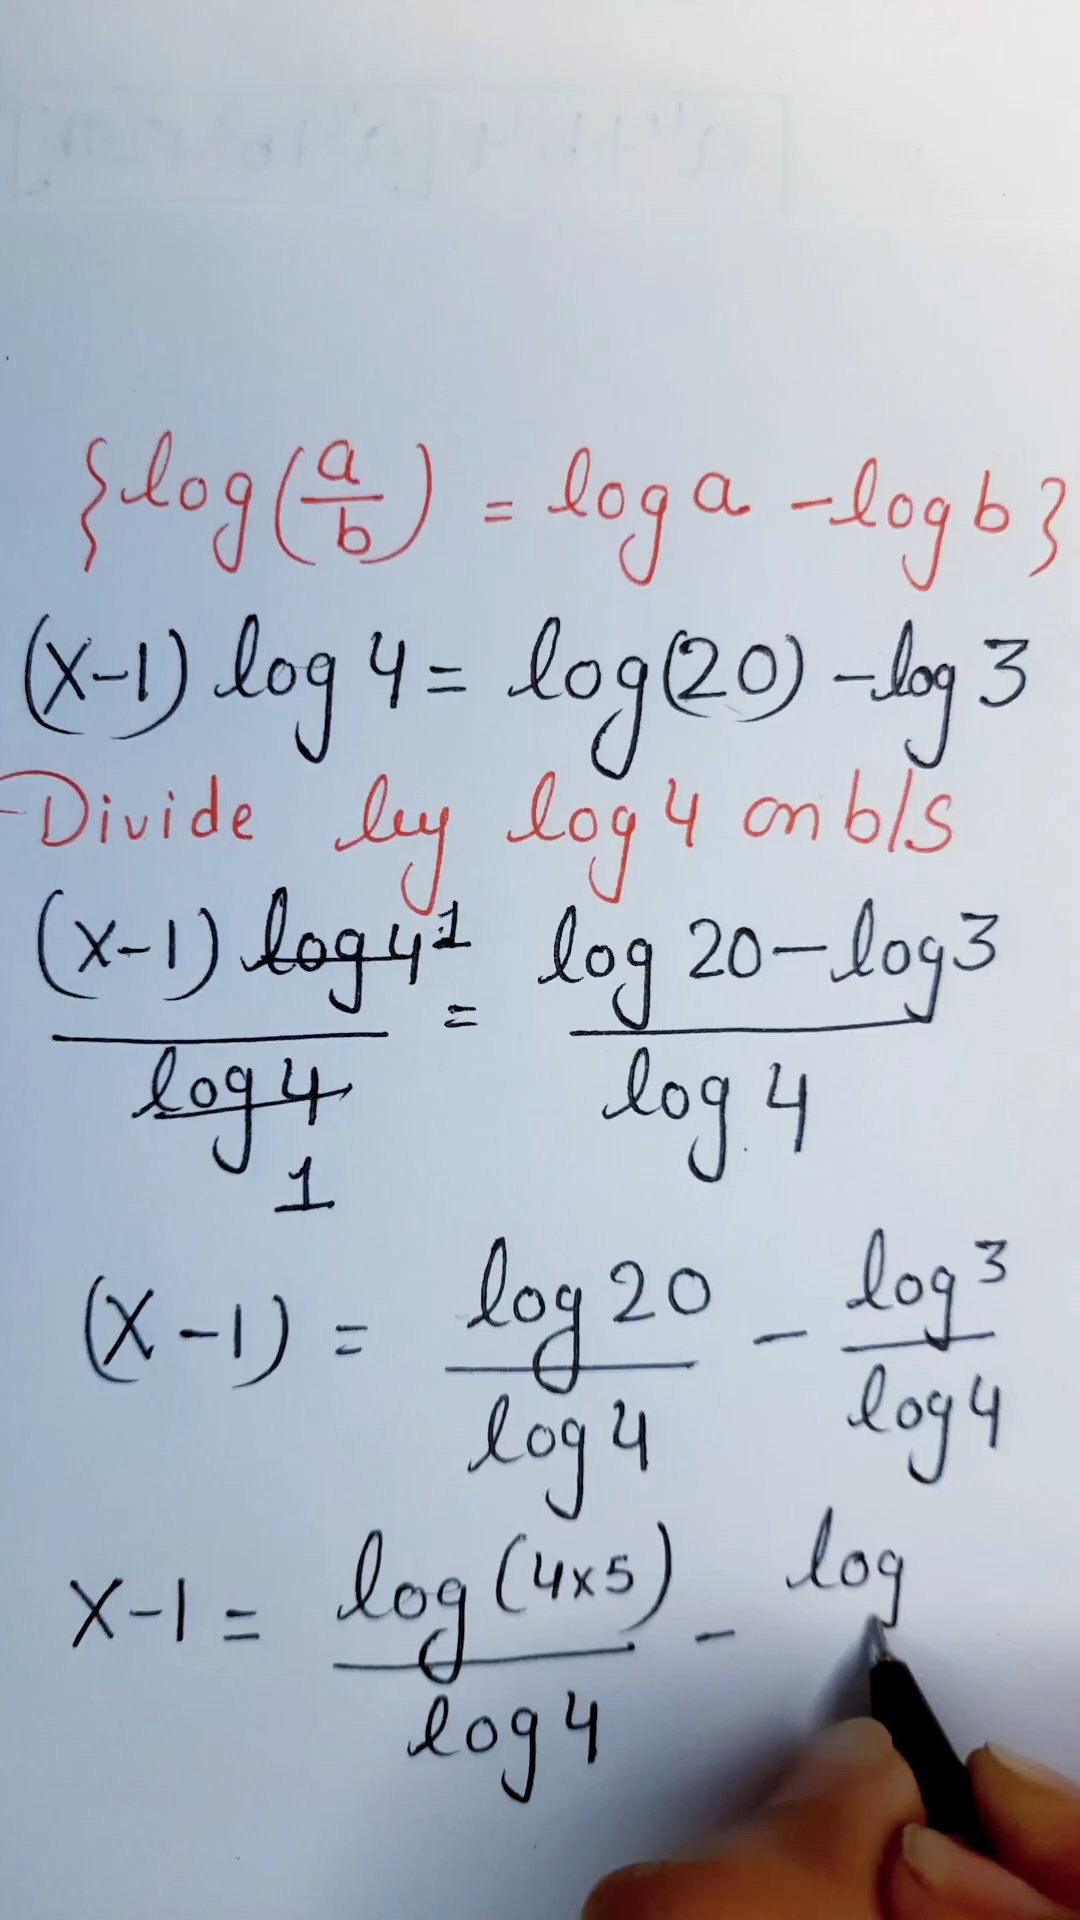 {log(a/b) = log a - log b}
(x-1) log 4 = log(20) - log 3
Divide by log 4 on b/s
(x-1) log 4 1 / log 4 1 = log 20 - log 3 / log 4
(x-1) = log 20 / log 4 - log 3 / log 4
x-1 = log (4x5) / log 4 - log